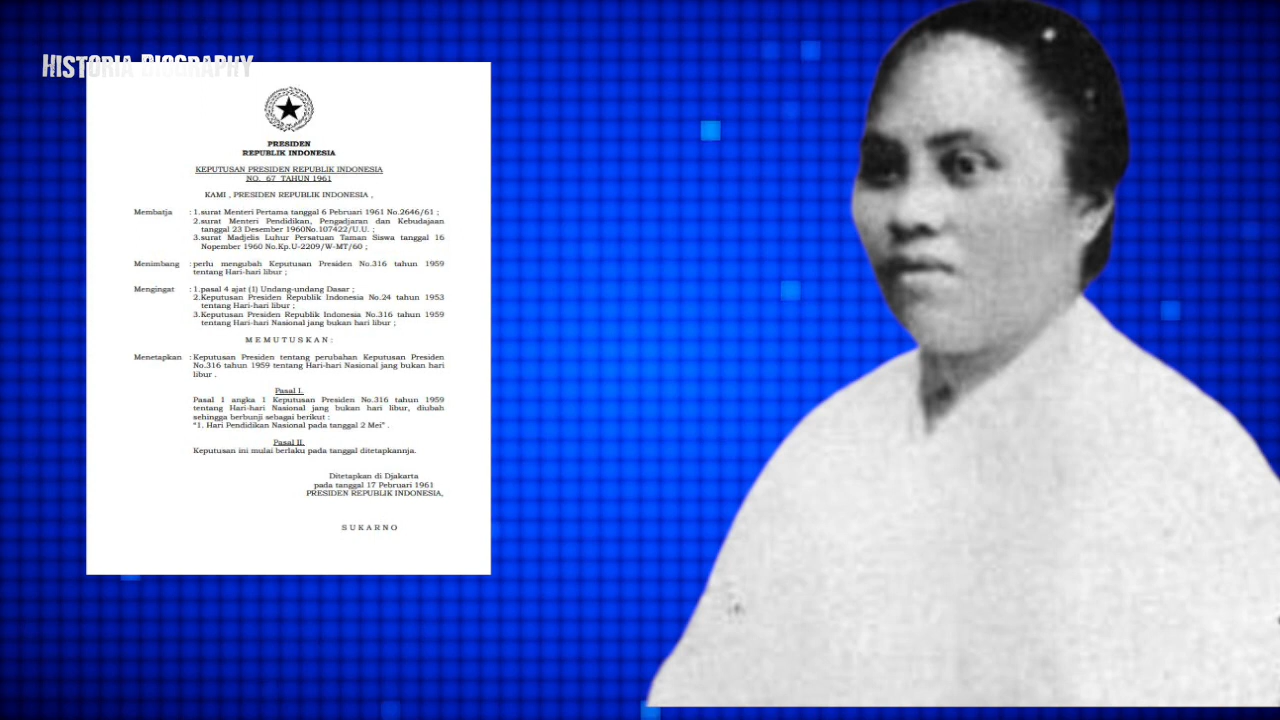 HISTORIA BIOGRAPHY
PRESIDEN
REPUBLIK INDONESIA
KEPUTUSAN PRESIDEN REPUBLIK INDONESIA
NO. 67 TAHUN 1961
KAMI , PRESIDEN REPUBLIK INDONESIA ,
Membatja : 1.surat Menteri Pertama tanggal 6 Pebruari 1961 No.2646/61 ;
2.surat Menteri Pendidikan, Pengadjaran dan Kebudajaan
tanggal 23 Desember 1960No.107422/U.U. ;
3.surat Madjelis Luhur Persatuan Taman Siswa tanggal 16
Nopember 1960 No.Kp.U-2209/W-MT/60 ;
Menimbang : perlu mengubah Keputusan Presiden No.316 tahun 1959
tentang Hari-hari libur ;
Mengingat : 1.pasal 4 ajat (1) Undang-undang Dasar ;
2.Keputusan Presiden Republik Indonesia No.24 tahun 1953
tentang Hari-hari libur ;
3.Keputusan Presiden Republik Indonesia No.316 tahun 1959
tentang Hari-hari Nasional jang bukan hari libur ;
M E M U T U S K A N :
Menetapkan : Keputusan Presiden tentang perubahan Keputusan Presiden
No.316 tahun 1959 tentang Hari-hari Nasional jang bukan hari
libur .
Pasal I.
Pasal 1 angka 1 Keputusan Presiden No.316 tahun 1959
tentang Hari-hari Nasional jang bukan hari libur, diubah
sehingga berbunji sebagai berikut :
“1. Hari Pendidikan Nasional pada tanggal 2 Mei” .
Pasal II.
Keputusan ini mulai berlaku pada tanggal ditetapkannja.
Ditetapkan di Djakarta
pada tanggal 17 Pebruari 1961
PRESIDEN REPUBLIK INDONESIA,
S U K A R N O